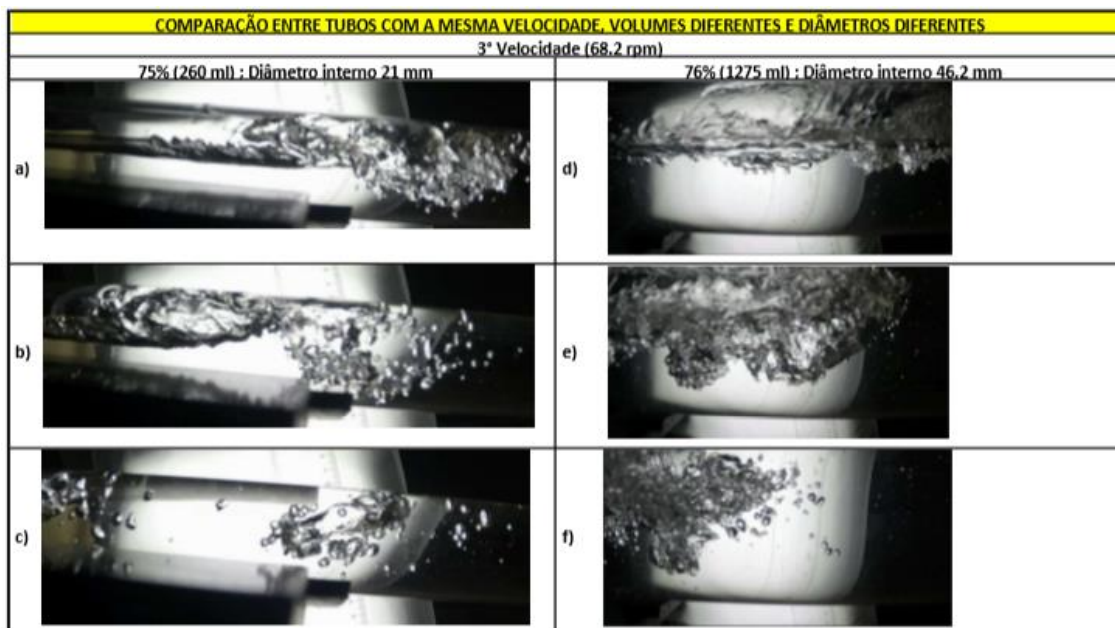 COMPARAÇÃO ENTRE TUBOS COM A MESMA VELOCIDADE, VOLUMES DIFERENTES E DIÂMETROS DIFERENTES
3ª Velocidade (68.2 rpm)
75% (260 ml) ; Diâmetro interno 21 mm
76% (1275 ml) ; Diâmetro interno 46,2 mm
a)
d)
b)
e)
c)
f)